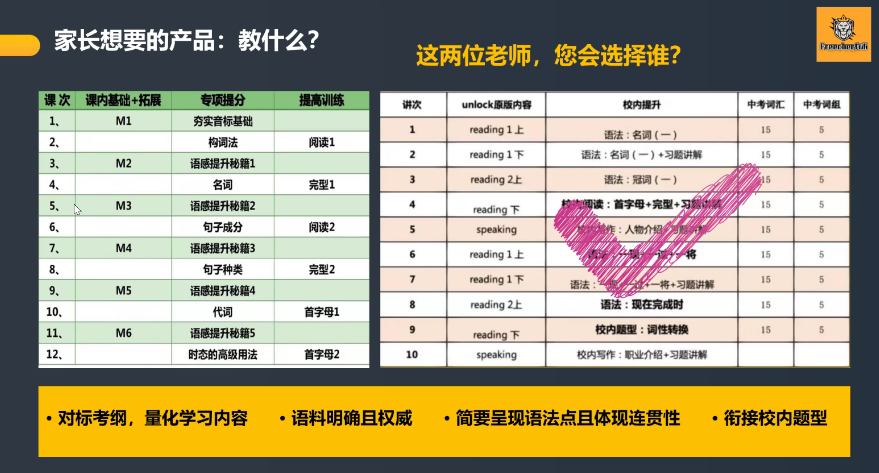 家长想要的产品：教什么？
这两位老师，您会选择谁？
FreecheerEdu
课 次 课内基础+拓展 专项提分 提高训练
1、 M1 夯实音标基础
2、 构词法 阅读1
3、 M2 语感提升秘籍1
4、 名词 完型1
5、 M3 语感提升秘籍2
6、 句子成分 阅读2
7、 M4 语感提升秘籍3
8、 句子种类 完型2
9、 M5 语感提升秘籍4
10、 代词 首字母1
11、 M6 语感提升秘籍5
12、 时态的高级用法 首字母2
讲次 unlock原版内容 校内提升 中考词汇 中考词组
1 reading 1上 语法：名词（一） 15 5
2 reading 1下 语法：名词（一）+习题讲解 15 5
3 reading 2上 语法：冠词（一） 15 5
4 reading 下 校内阅读：首字母+完型+习题讲解 15 5
5 speaking 校内写作：人物介绍+习题讲解 15 5
6 reading 1上 语法：一现+一过+一将 15 5
7 reading 1下 语法：一现+一过+一将+习题讲解 15 5
8 reading 2上 语法：现在完成时 15 5
9 reading 下 校内题型：词性转换 15 5
10 speaking 校内写作：职业介绍+习题讲解
• 对标考纲，量化学习内容 • 语料明确且权威 • 简要呈现语法点且体现连贯性 • 衔接校内题型